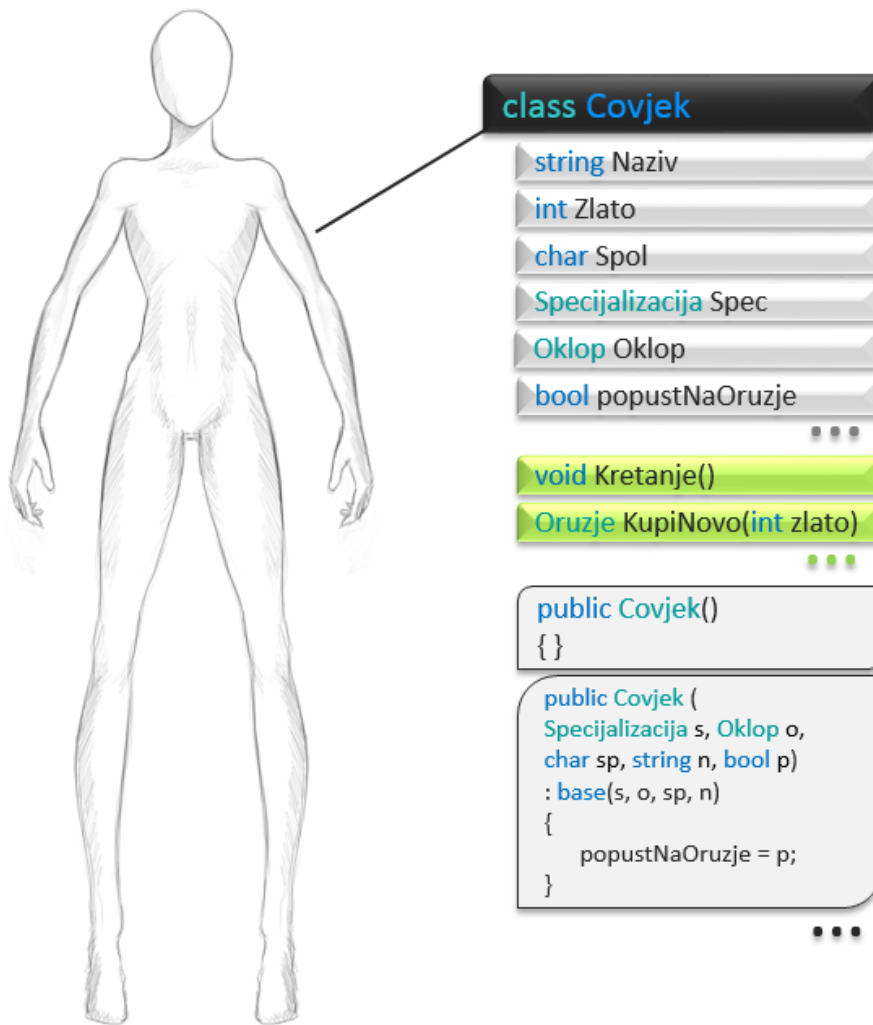 class Covjek
string Naziv
int Zlato
char Spol
Specijalizacija Spec
Oklop Oklop
bool popustNaOruzje
...
void Kretanje()
Oruzje KupiNovo(int zlato)
...
public Covjek()
{ }
public Covjek (
Specijalizacija s, Oklop o,
char sp, string n, bool p)
: base(s, o, sp, n)
{
popustNaOruzje = p;
}
...